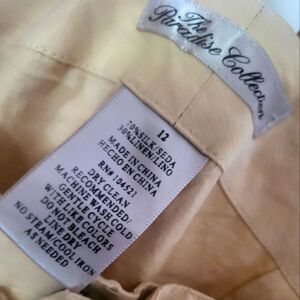 The
Paradise Collection
12
70%SILK/SEDA
30%LINEN/LINO
MADE IN CHINA
HECHO EN CHINA
RN# 104521
DRY CLEAN
RECOMMENDED:
MACHINE WASH COLD
GENTLE CYCLE
WITH LIKE COLORS
DO NOT BLEACH
NO STEAM/COOL IRON
AS NEEDED